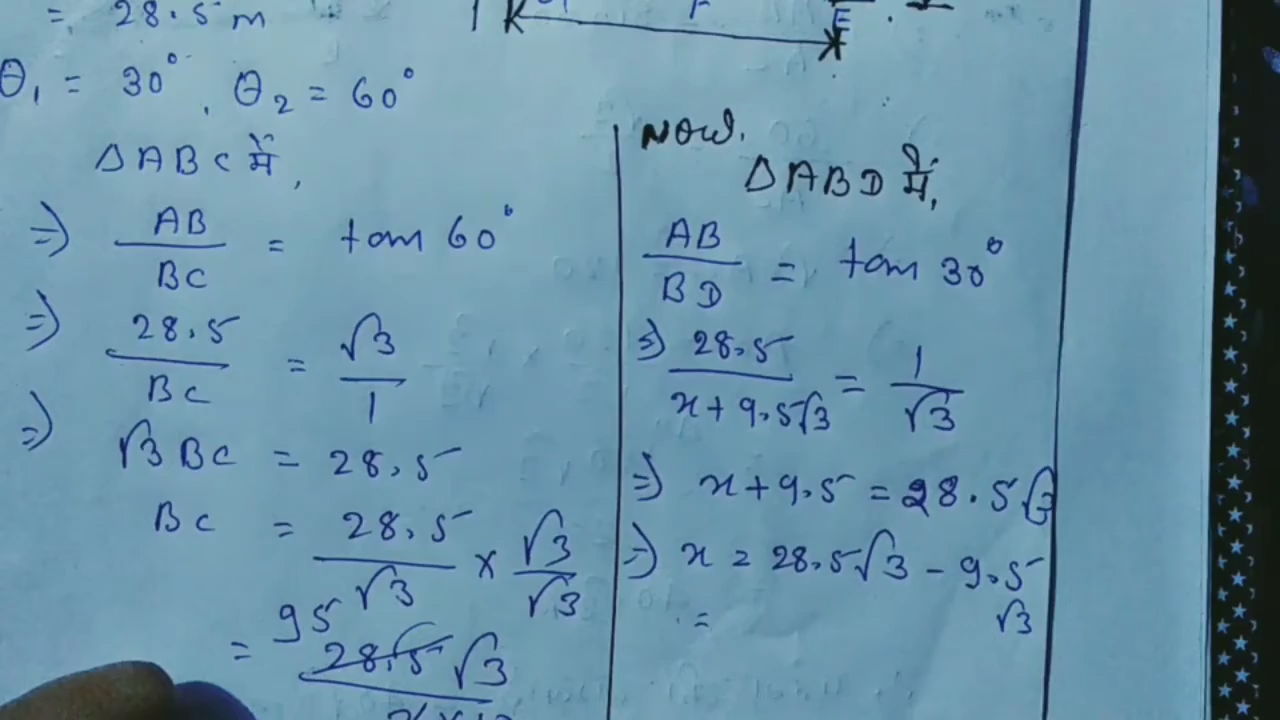 = 28.5 m
θ₁ = 30°, θ₂ = 60°
ΔABC में,
⇒ AB/BC = tan 60°
⇒ 28.5/BC = √3/1
⇒ √3 BC = 28.5
BC = 28.5/√3 × √3/√3
= 95 28.5 √3
NOW.
ΔABD में,
AB/BD = tan 30°
⇒ 28.5/x+9.5√3 = 1/√3
⇒ x+9.5 = 28.5√3
⇒ x = 28.5√3 - 9.5
= √3